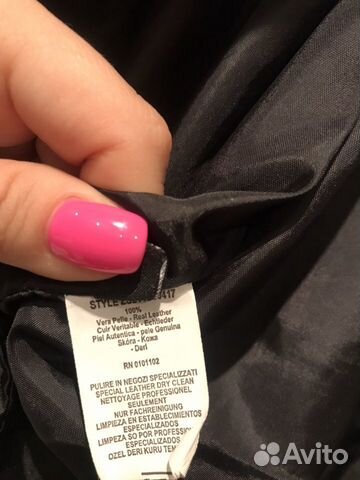 STYLE
100%
Vera Pelle - Real Leather
Cuir Veritable - Echtleder
Piel Autentica - pele Genuina
Skóra - Кожа
- Deri
RN 0101102
PULIRE IN NEGOZI SPECIALIZZATI
SPECIAL LEATHER DRY CLEAN
NETTOYAGE PROFESSIONEL
SEULEMENT
NUR FACHREINIGUNG
LIMPIEZA EN ESTABLECIMIENTOS
ESPECIALIZADOS
LIMPEZA SO POR PROFESSION
ESPECIALIZADO
OZEL DERI KURU TEM
Avito